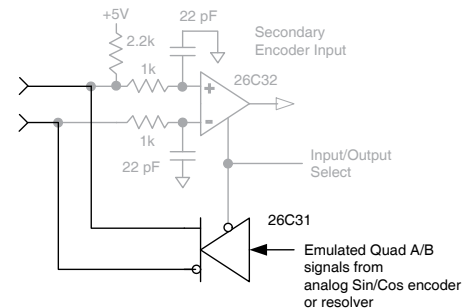 +5V
22 pF
2.2k
Secondary
Encoder Input
1k
26C32
+
-
1k
22 pF
Input/Output
Select
26C31
Emulated Quad A/B
signals from
analog Sin/Cos encoder
or resolver